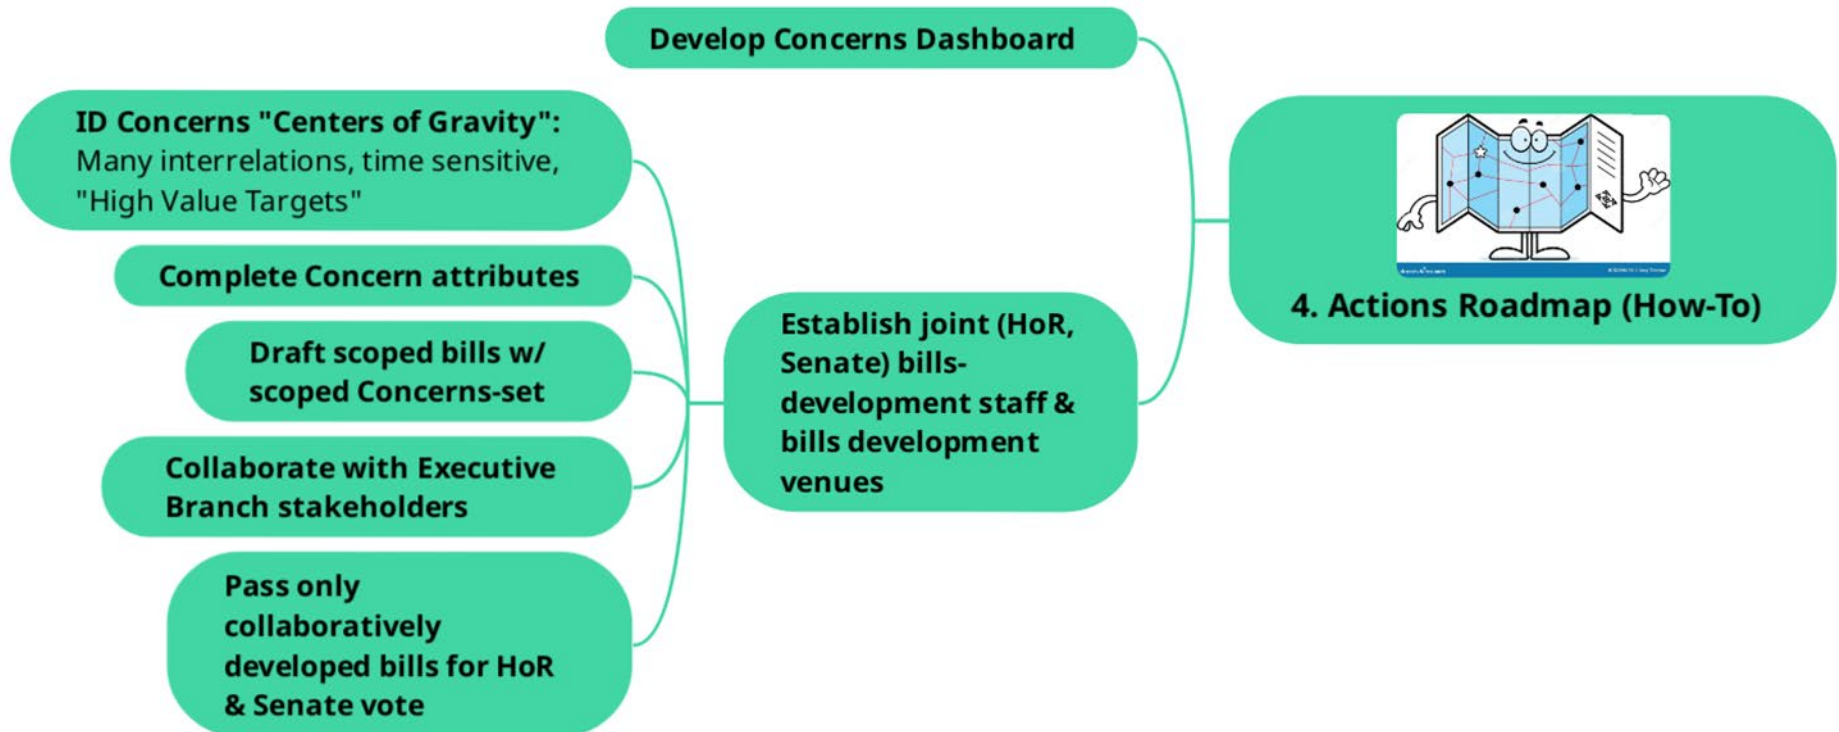 Develop Concerns Dashboard
ID Concerns "Centers of Gravity":
Many interrelations, time sensitive,
"High Value Targets"
Complete Concern attributes
Draft scoped bills w/
scoped Concerns-set
Collaborate with Executive
Branch stakeholders
Pass only
collaboratively
developed bills for HoR
& Senate vote
Establish joint (HoR,
Senate) bills-
development staff &
bills development
venues
4. Actions Roadmap (How-To)